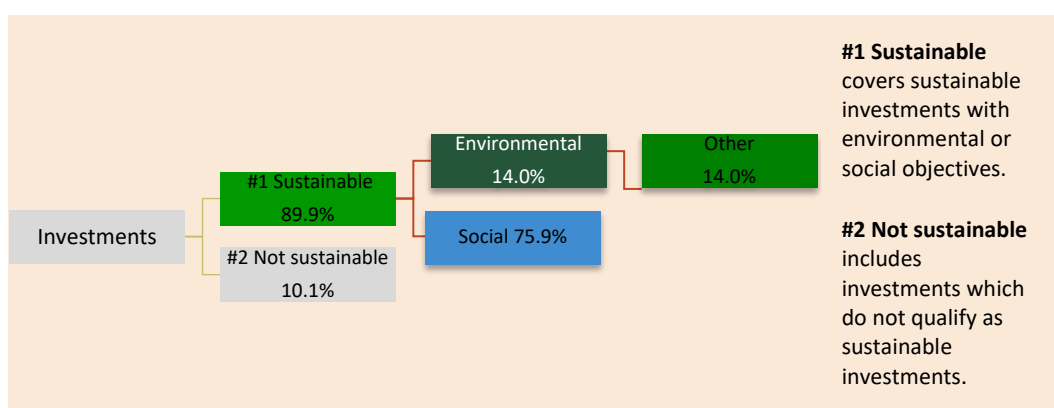 Investments
#1 Sustainable
89.9%
#2 Not sustainable
10.1%
Environmental
14.0%
Social 75.9%
Other
14.0%
#1 Sustainable
covers sustainable
investments with
environmental or
social objectives.
#2 Not sustainable
includes
investments which
do not qualify as
sustainable
investments.